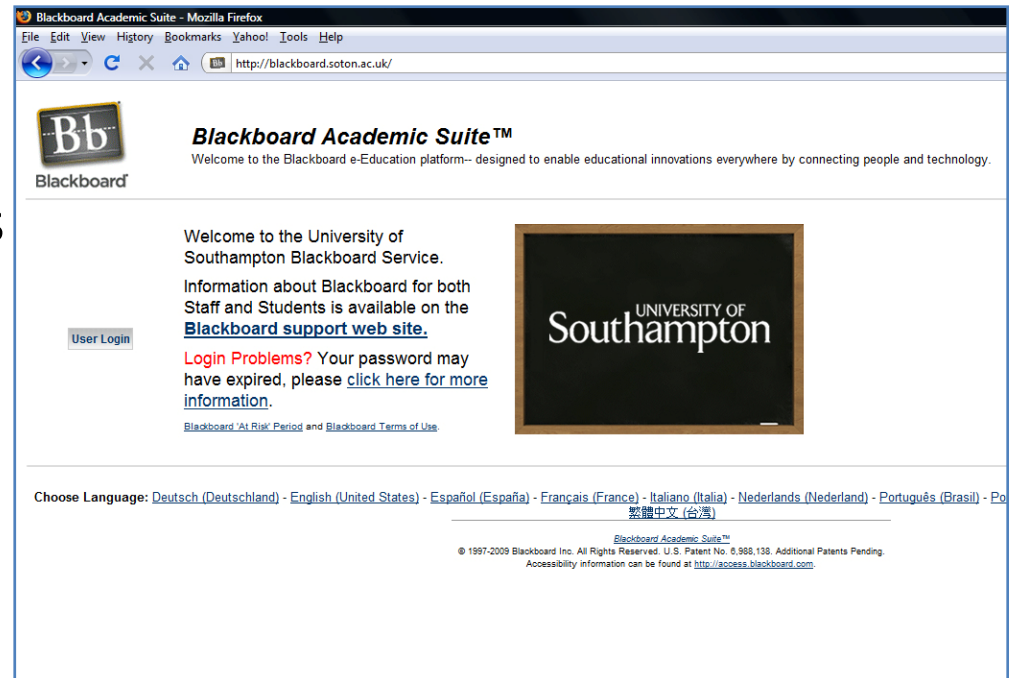 Blackboard Academic Suite - Mozilla Firefox
File Edit View History Bookmarks Yahoo! Tools Help
http://blackboard.soton.ac.uk/
Bb
Blackboard
Blackboard Academic Suite™
Welcome to the Blackboard e-Education platform-- designed to enable educational innovations everywhere by connecting people and technology.
User Login
Welcome to the University of
Southampton Blackboard Service.
Information about Blackboard for both
Staff and Students is available on the
Blackboard support web site.
Login Problems? Your password may
have expired, please click here for more
information.
Blackboard 'At Risk' Period and Blackboard Terms of Use.
UNIVERSITY OF
Southampton
Choose Language: Deutsch (Deutschland) - English (United States) - Español (España) - Français (France) - Italiano (Italia) - Nederlands (Nederland) - Português (Brasil) - Po
繁體中文 (台灣)
Blackboard Academic Suite™
© 1997-2009 Blackboard Inc. All Rights Reserved. U.S. Patent No. 6,988,138. Additional Patents Pending.
Accessibility information can be found at http://access.blackboard.com.